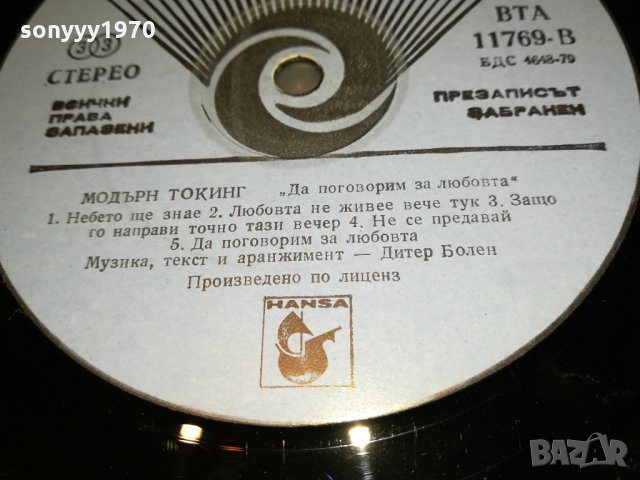 sonyyy1970
33
СТЕРЕО
ВСИЧКИ
ПРАВА
ЗАПАЗЕНИ
ВТА
11769-В
БДС 4648-79
ПРЕЗАПИСЪТ
ЗАБРАНЕН
МОДЪРН ТОКИНГ „Да поговорим за любовта“
1. Небето ще знае 2. Любовта не живее вече тук 3. Защо
го направи точно тази вечер 4. Не се предавай
5. Да поговорим за любовта
Музика, текст и аранжимент — Дитер Болен
Произведено по лиценз
HANSA
BAZAR
bg